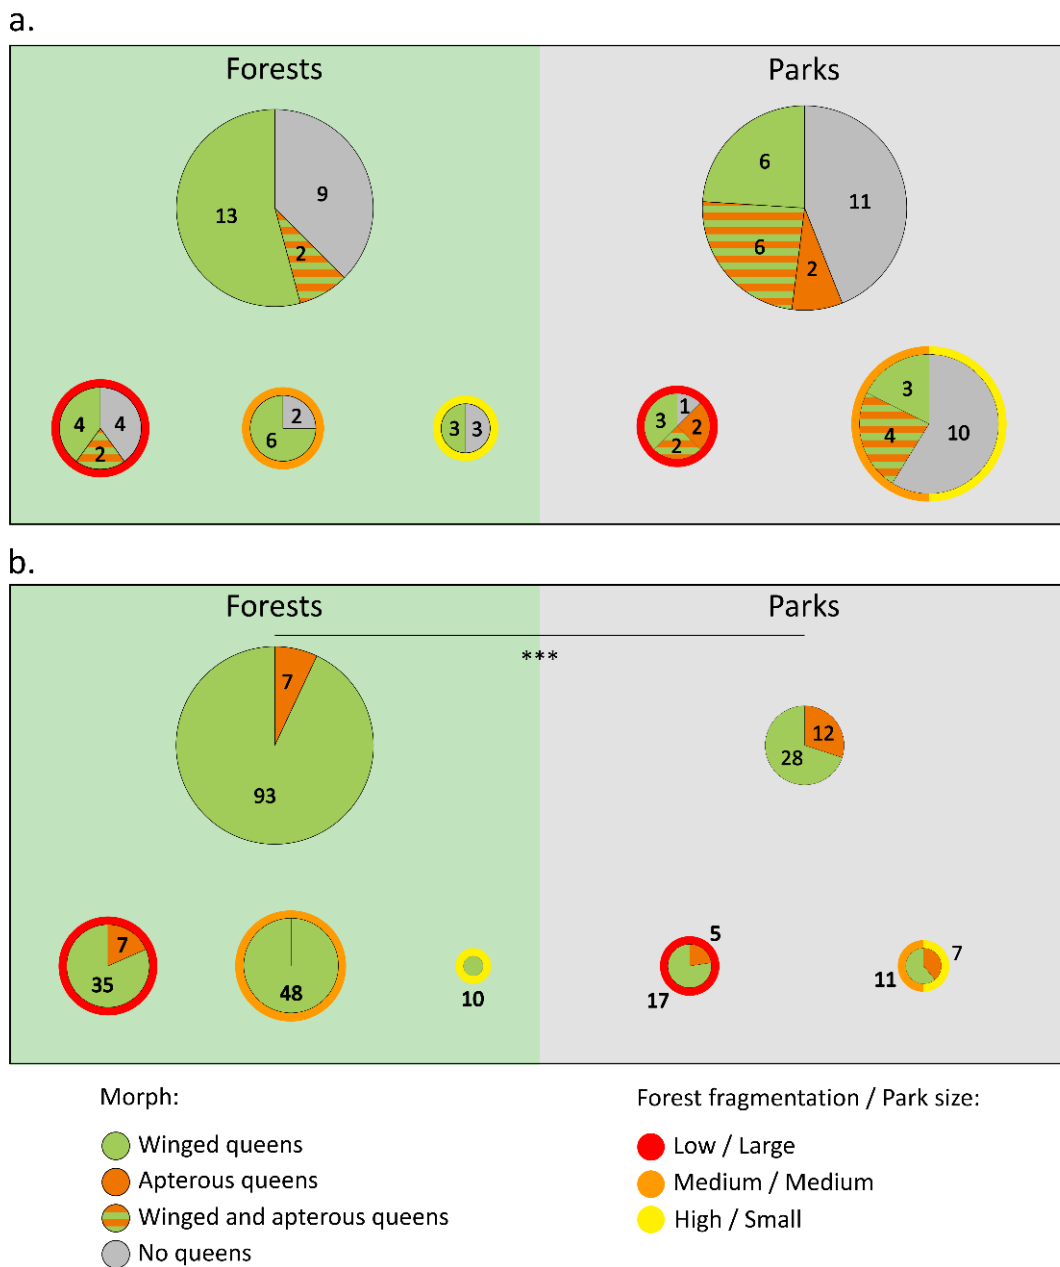 a.
Forests Parks
13 9 2
6 11 6 2
4 4 2
2 6
3 3
3 1 2 2
3 4 10
b.
Forests Parks
***
7 93
12 28
7 35
48
10
5 17
7 11
Morph:
Winged queens
Apterous queens
Winged and apterous queens
No queens
Forest fragmentation / Park size:
Low / Large
Medium / Medium
High / Small